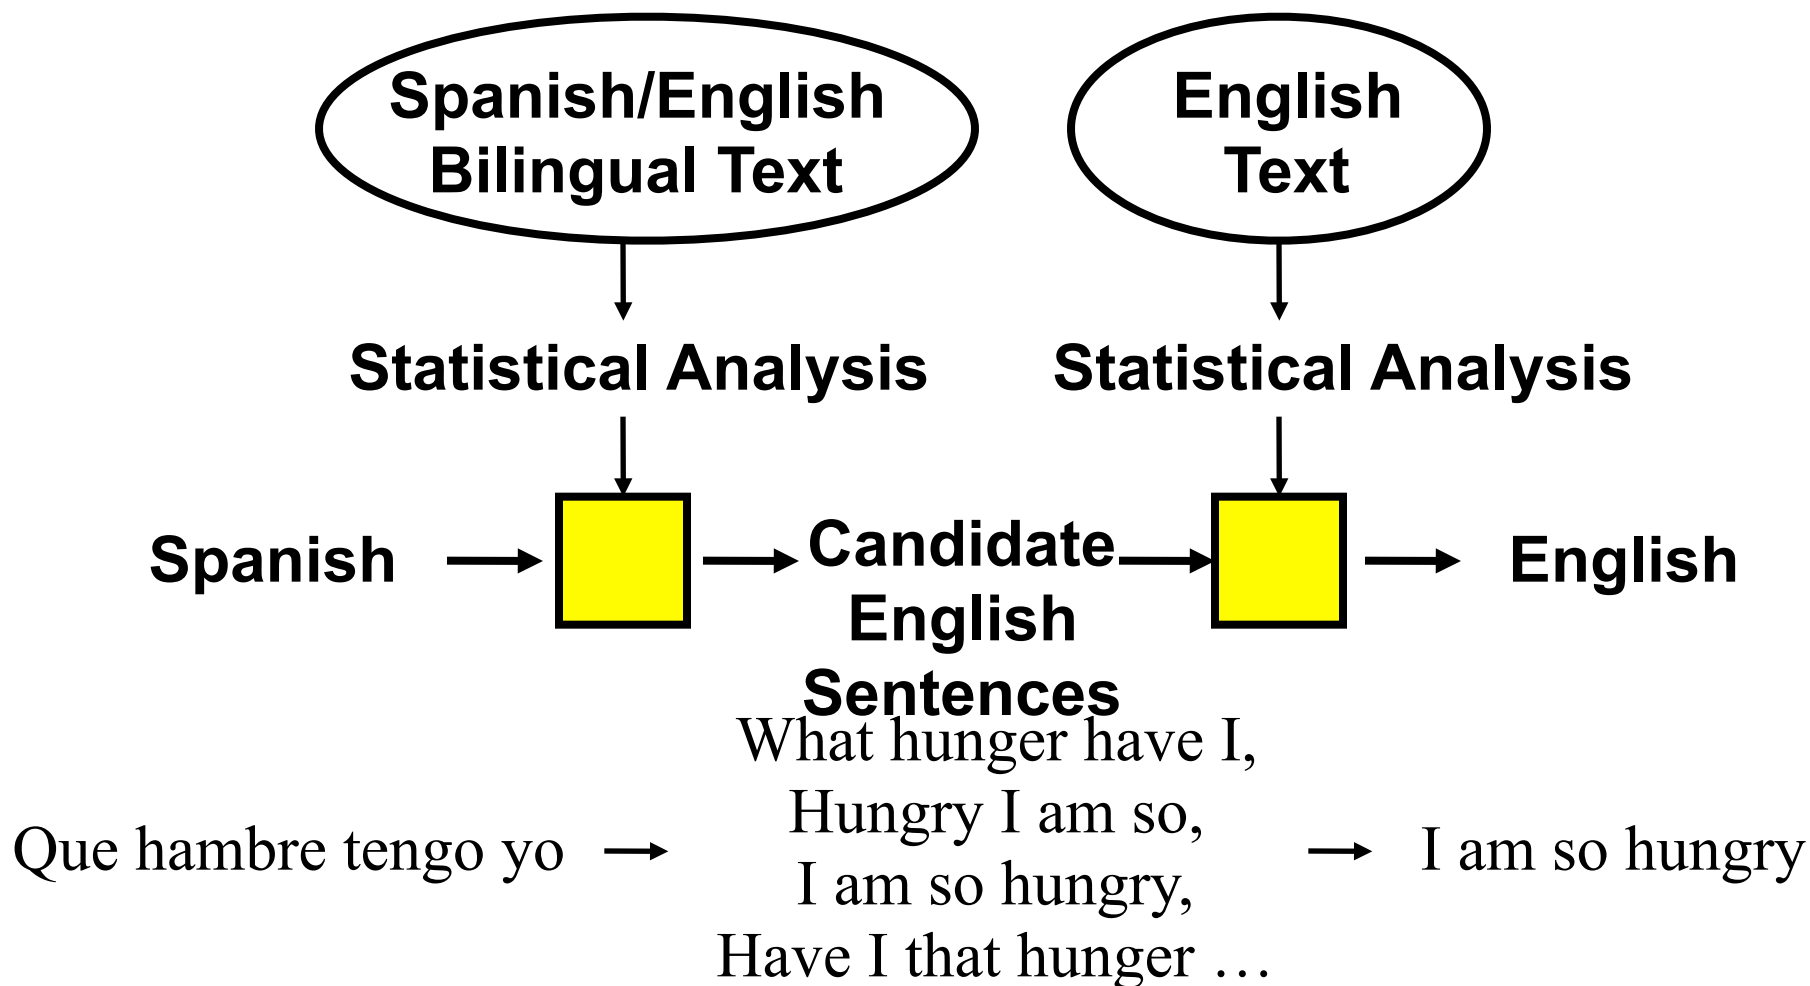 Spanish/English
Bilingual Text
English
Text
Statistical Analysis
Statistical Analysis
Spanish
Candidate
English
Sentences
English
What hunger have I,
Hungry I am so,
I am so hungry,
Have I that hunger …
Que hambre tengo yo
I am so hungry